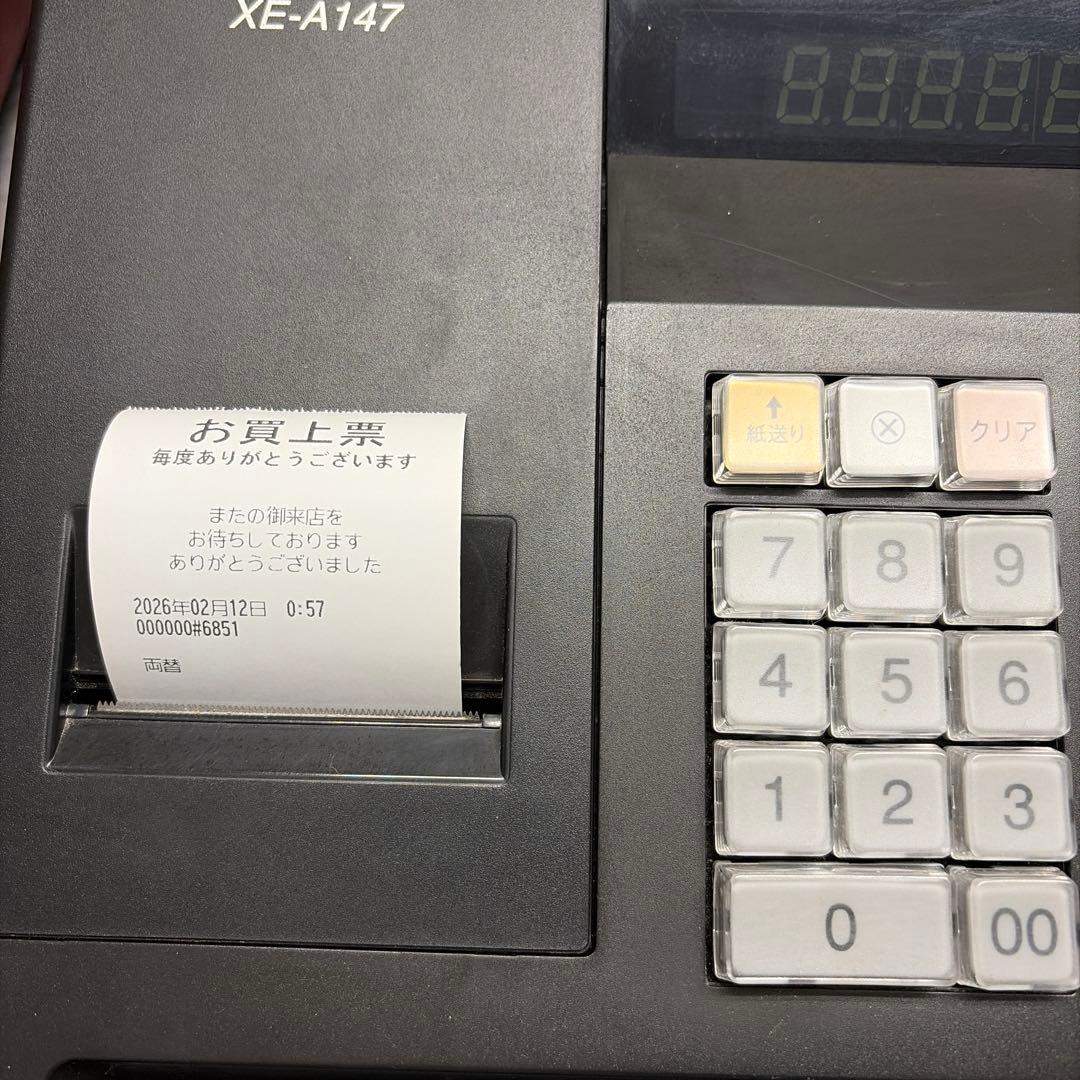 XE-A147
お買上票
毎度ありがとうございます
またの御来店を
お待ちしております
ありがとうございました
2026年02月12日 0:57
000000#6851
両替
↑
紙送り
⊗
クリア
7
8
9
4
5
6
1
2
3
0
00